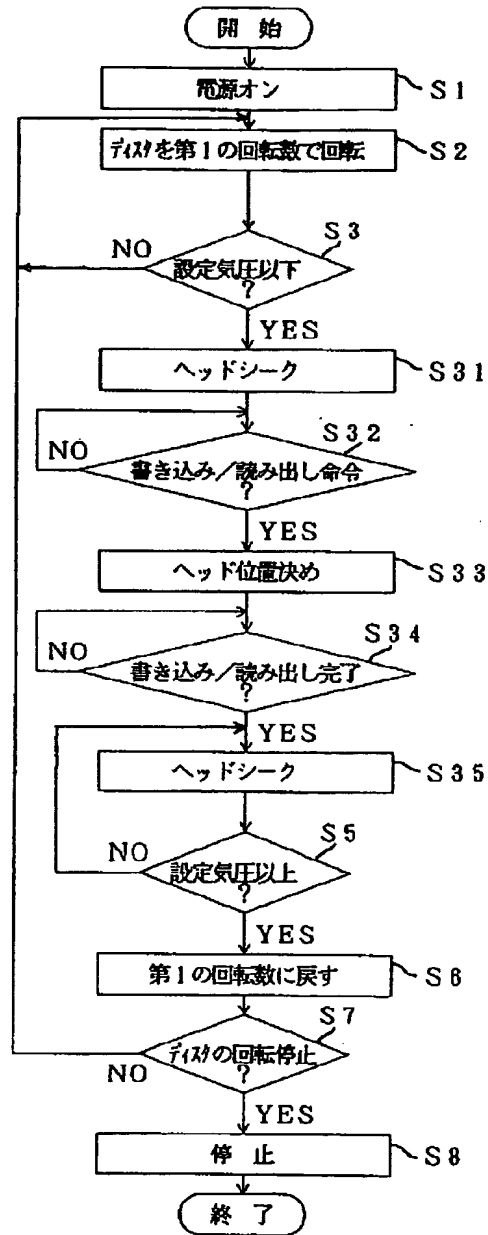 開始
電源オン
S1
ディスクを第1の回転数で回転
S2
S3
NO
設定気圧以下
?
YES
ヘッドシーク
S31
S32
NO
書き込み/読み出し命令
?
YES
ヘッド位置決め
S33
S34
NO
書き込み/読み出し完了
?
YES
ヘッドシーク
S35
S5
NO
設定気圧以上
?
YES
第1の回転数に戻す
S6
S7
ディスクの回転停止
NO
?
YES
停止
S8
終了